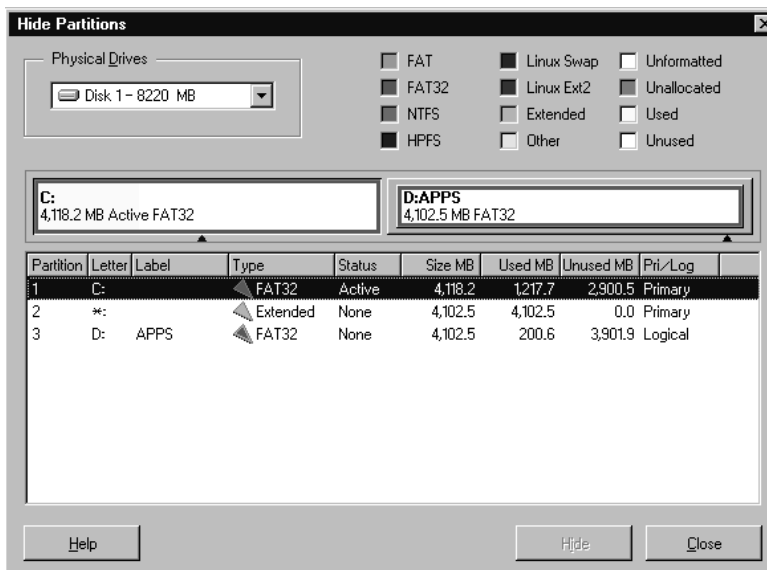 Hide Partitions
Physical Drives
Disk 1 - 8220 MB
FAT
FAT32
NTFS
HPFS
Linux Swap
Linux Ext2
Extended
Other
Unformatted
Unallocated
Used
Unused
C:
4,118.2 MB Active FAT32
D:APPS
4,102.5 MB FAT32
Partition Letter Label Type Status Size MB Used MB Unused MB Pri/Log
1 C: FAT32 Active 4,118.2 1,217.7 2,900.5 Primary
2 *: Extended None 4,102.5 4,102.5 0.0 Primary
3 D: APPS FAT32 None 4,102.5 200.6 3,901.9 Logical
Help Hide Close